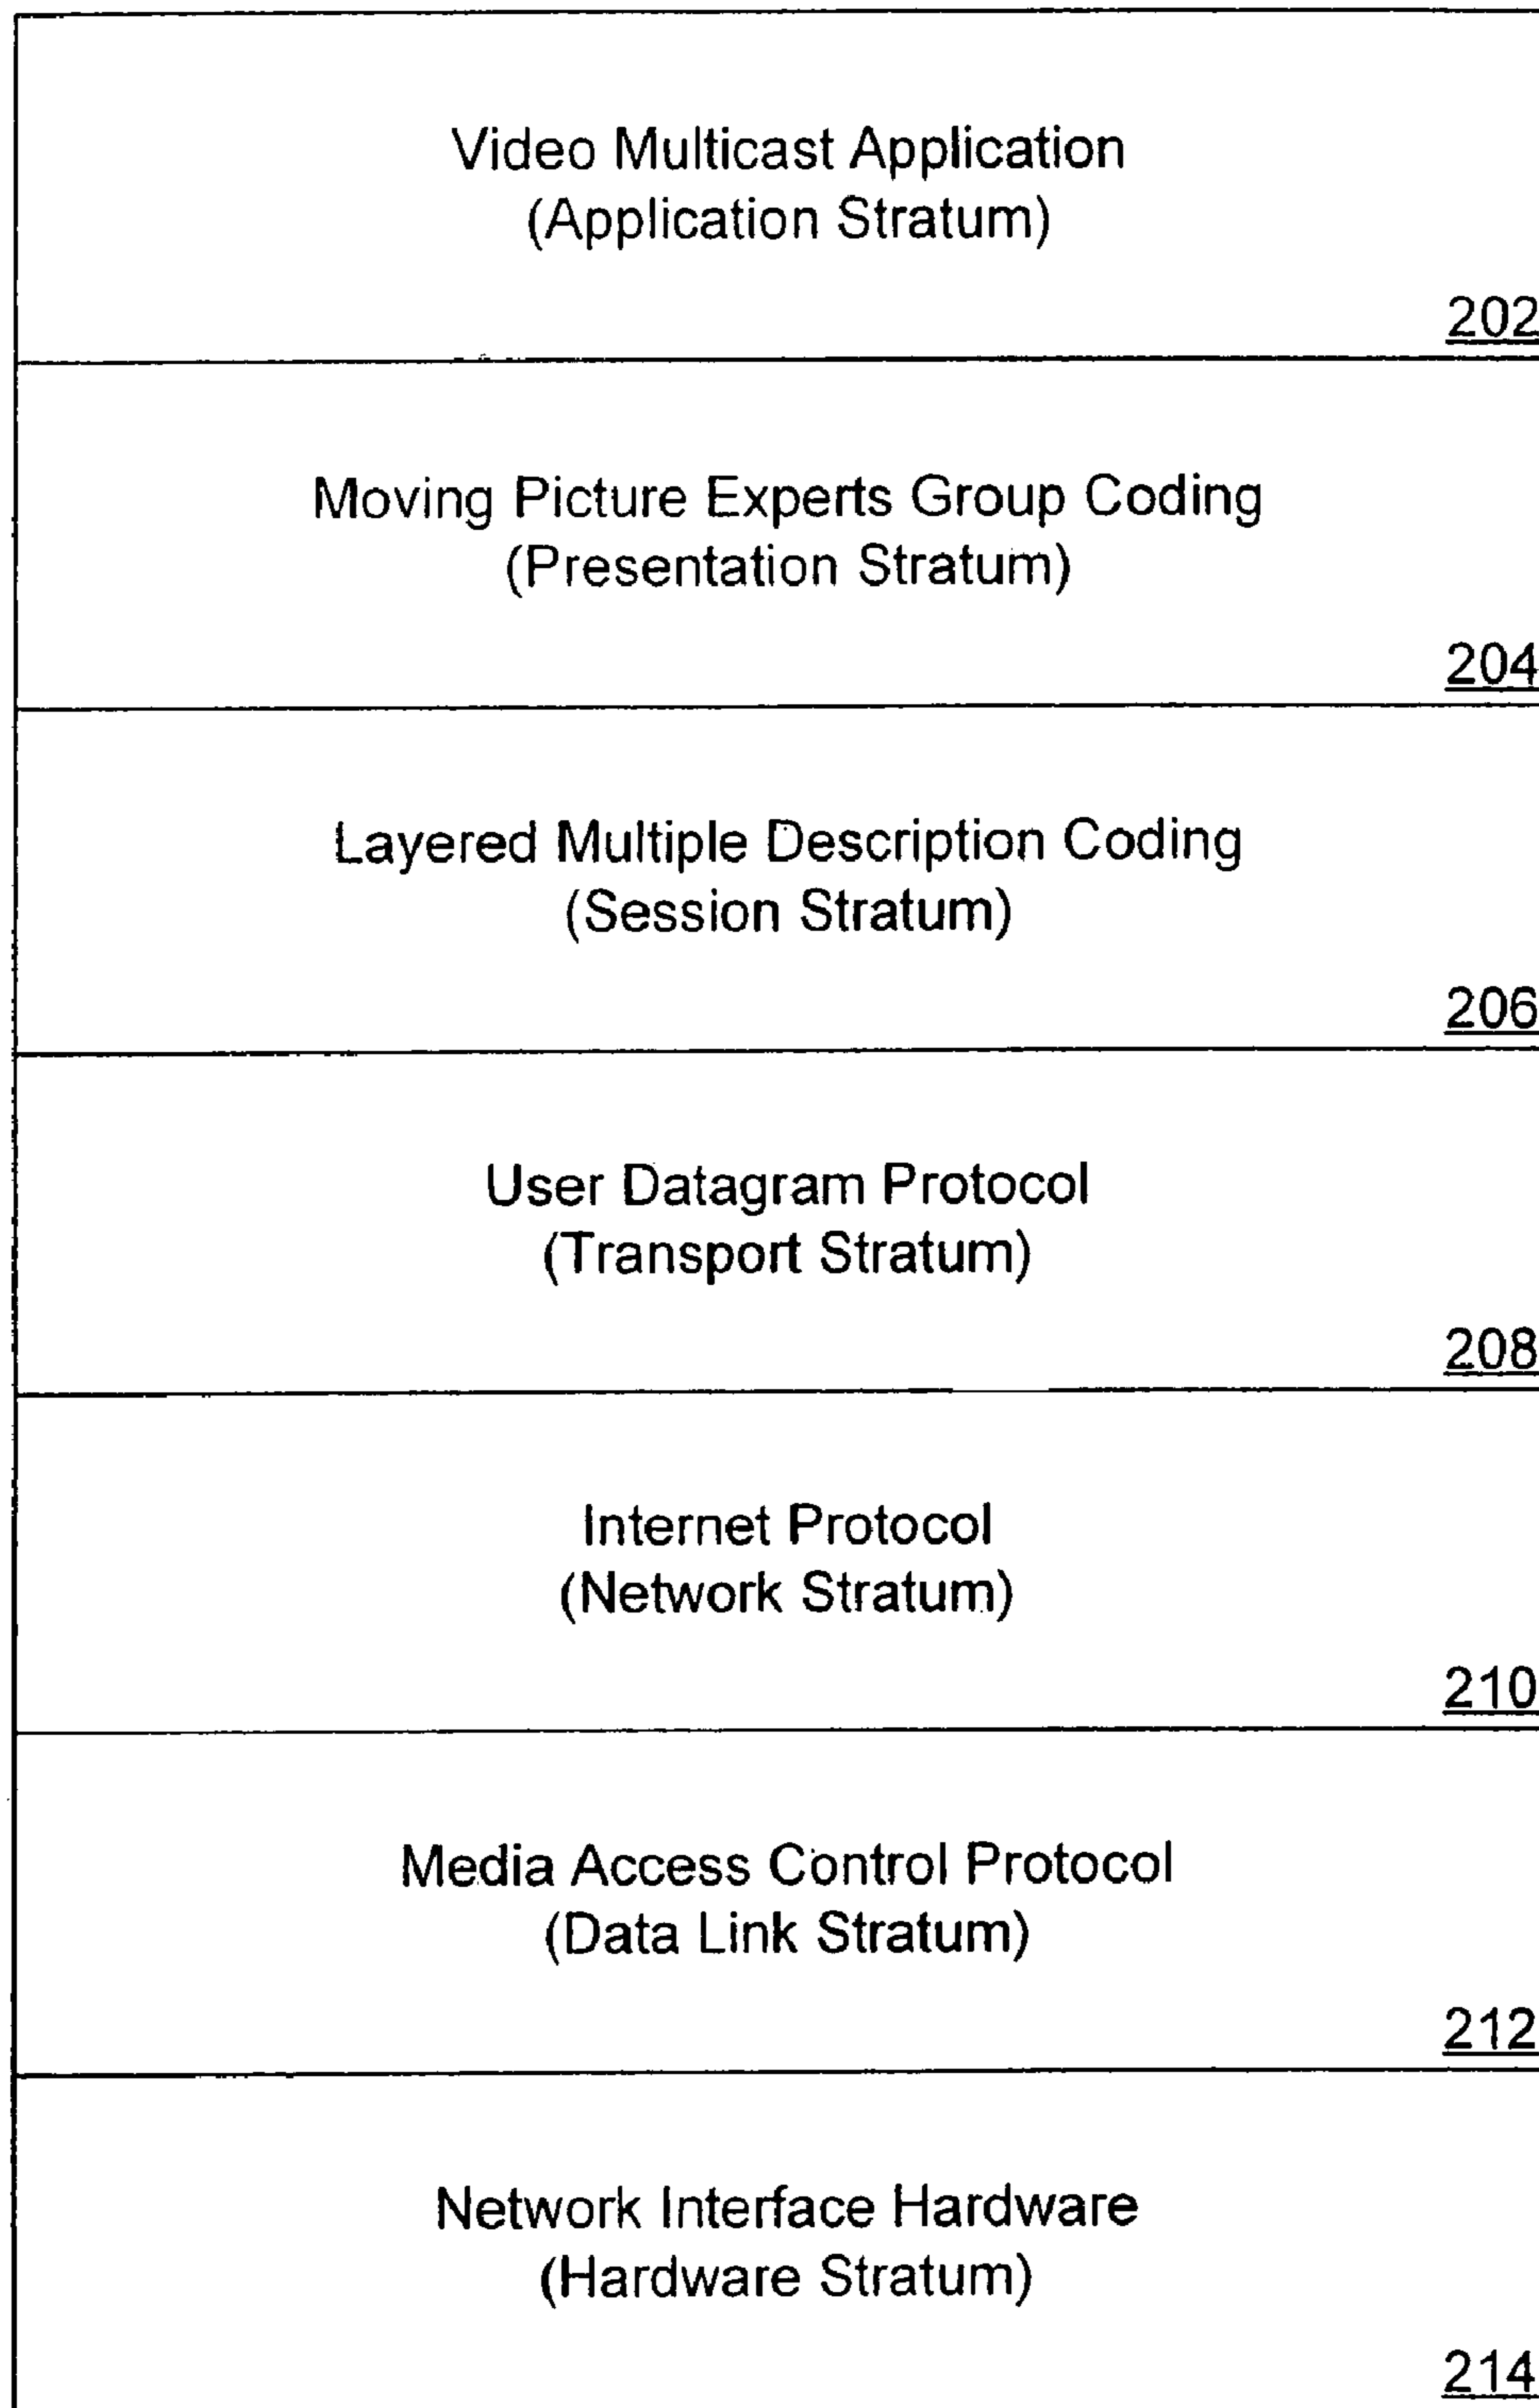 Video Multicast Application
(Application Stratum)
202
Moving Picture Experts Group Coding
(Presentation Stratum)
204
Layered Multiple Description Coding
(Session Stratum)
206
User Datagram Protocol
(Transport Stratum)
208
Internet Protocol
(Network Stratum)
210
Media Access Control Protocol
(Data Link Stratum)
212
Network Interface Hardware
(Hardware Stratum)
214